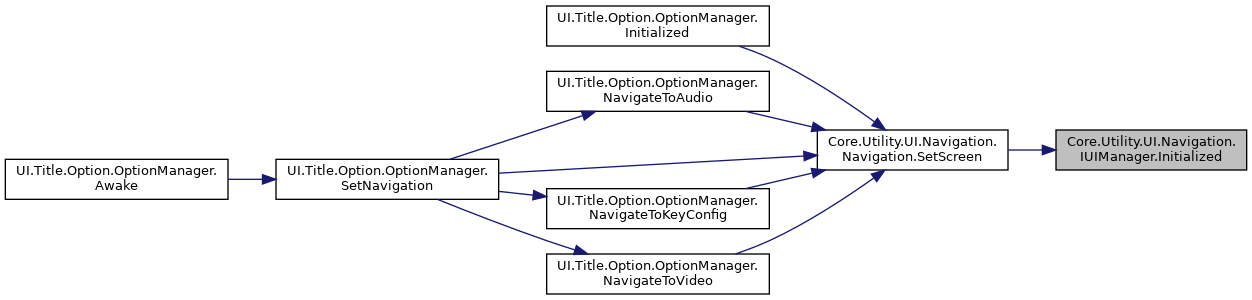 UI.Title.Option.OptionManager.
Initialized
UI.Title.Option.OptionManager.
NavigateToAudio
Core.Utility.UI.Navigation.
Navigation.SetScreen
Core.Utility.UI.Navigation.
IUIManager.Initialized
UI.Title.Option.OptionManager.
Awake
UI.Title.Option.OptionManager.
SetNavigation
UI.Title.Option.OptionManager.
NavigateToKeyConfig
UI.Title.Option.OptionManager.
NavigateToVideo